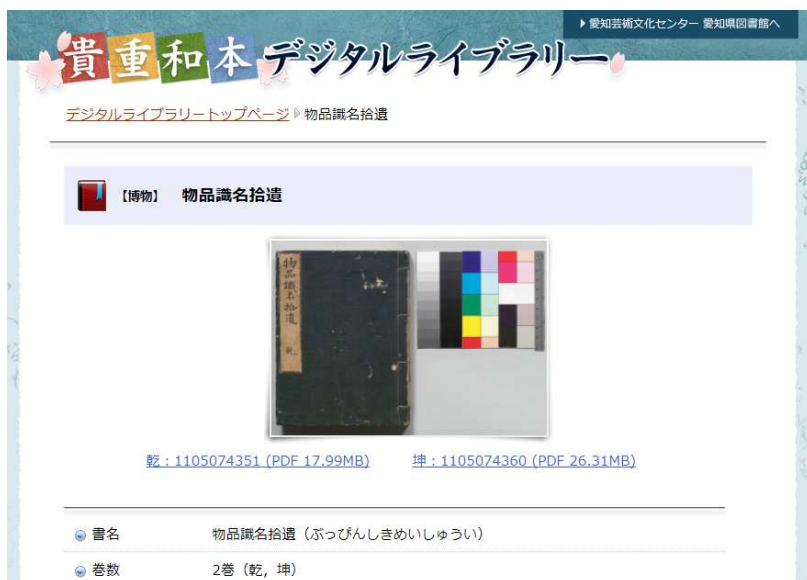 ▶愛知芸術文化センター 愛知県図書館へ
貴重和本デジタルライブラリー
デジタルライブラリートップページ 物品識名拾遺
【博物】 物品識名拾遺
物品識名拾遺 乾
乾：1105074351 (PDF 17.99MB) 坤：1105074360 (PDF 26.31MB)
書名 物品識名拾遺（ぶっぴんしきめいしゅうい）
巻数 2巻（乾，坤）